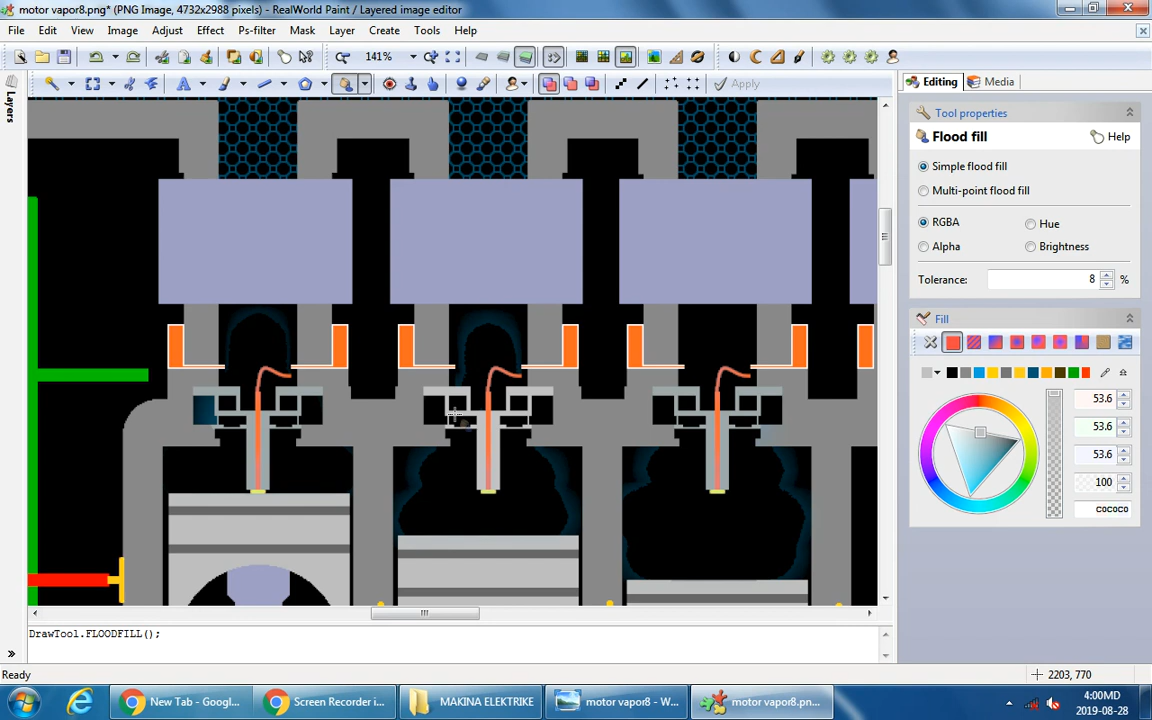 motor vapor8.png* (PNG Image, 4732x2988 pixels) - RealWorld Paint / Layered image editor
File Edit View Image Adjust Effect Ps-filter Mask Layer Create Tools Help
141%
Apply
Layers
Editing Media
Tool properties
Flood fill Help
Simple flood fill
Multi-point flood fill
RGBA Hue
Alpha Brightness
Tolerance: 8 %
Fill
53.6
53.6
53.6
100
C0C0C0
DrawTool.FLOODFILL();
Ready 2203, 770
New Tab - Googl... Screen Recorder i... MAKINA ELEKTRIKE motor vapor8 - W... motor vapor8.pn... 4:00MD
2019-08-28